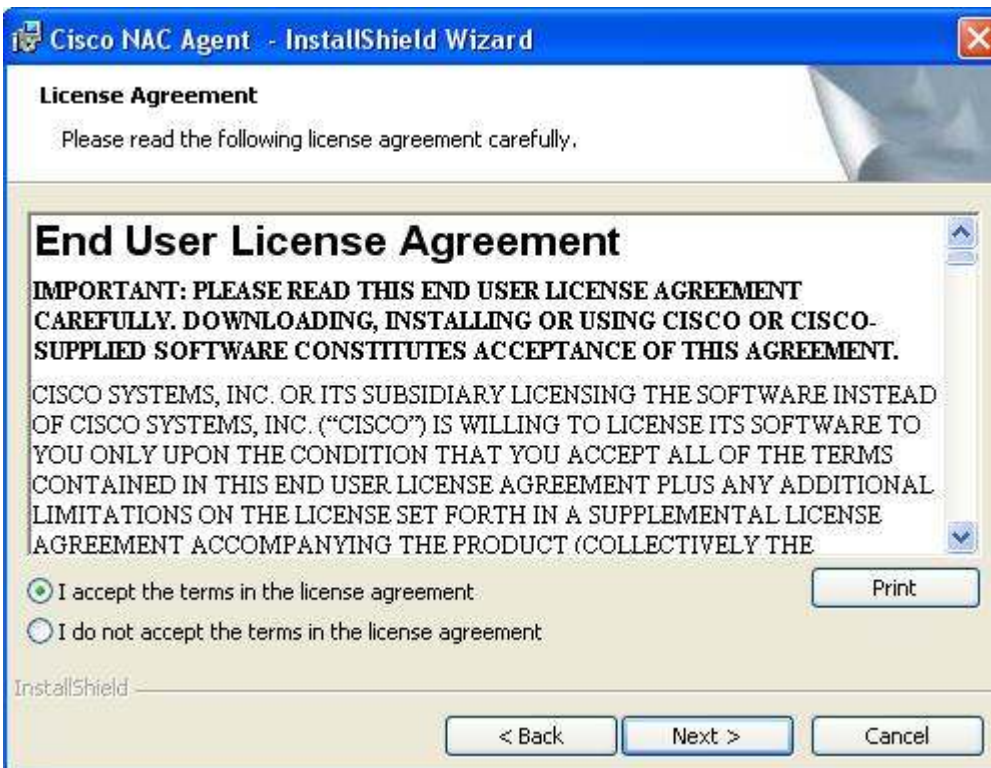 Cisco NAC Agent - InstallShield Wizard
License Agreement
Please read the following license agreement carefully.
End User License Agreement
IMPORTANT: PLEASE READ THIS END USER LICENSE AGREEMENT
CAREFULLY. DOWNLOADING, INSTALLING OR USING CISCO OR CISCO-
SUPPLIED SOFTWARE CONSTITUTES ACCEPTANCE OF THIS AGREEMENT.
CISCO SYSTEMS, INC. OR ITS SUBSIDIARY LICENSING THE SOFTWARE INSTEAD
OF CISCO SYSTEMS, INC. (“CISCO”) IS WILLING TO LICENSE ITS SOFTWARE TO
YOU ONLY UPON THE CONDITION THAT YOU ACCEPT ALL OF THE TERMS
CONTAINED IN THIS END USER LICENSE AGREEMENT PLUS ANY ADDITIONAL
LIMITATIONS ON THE LICENSE SET FORTH IN A SUPPLEMENTAL LICENSE
AGREEMENT ACCOMPANYING THE PRODUCT (COLLECTIVELY THE
I accept the terms in the license agreement
Print
I do not accept the terms in the license agreement
InstallShield
< Back
Next >
Cancel